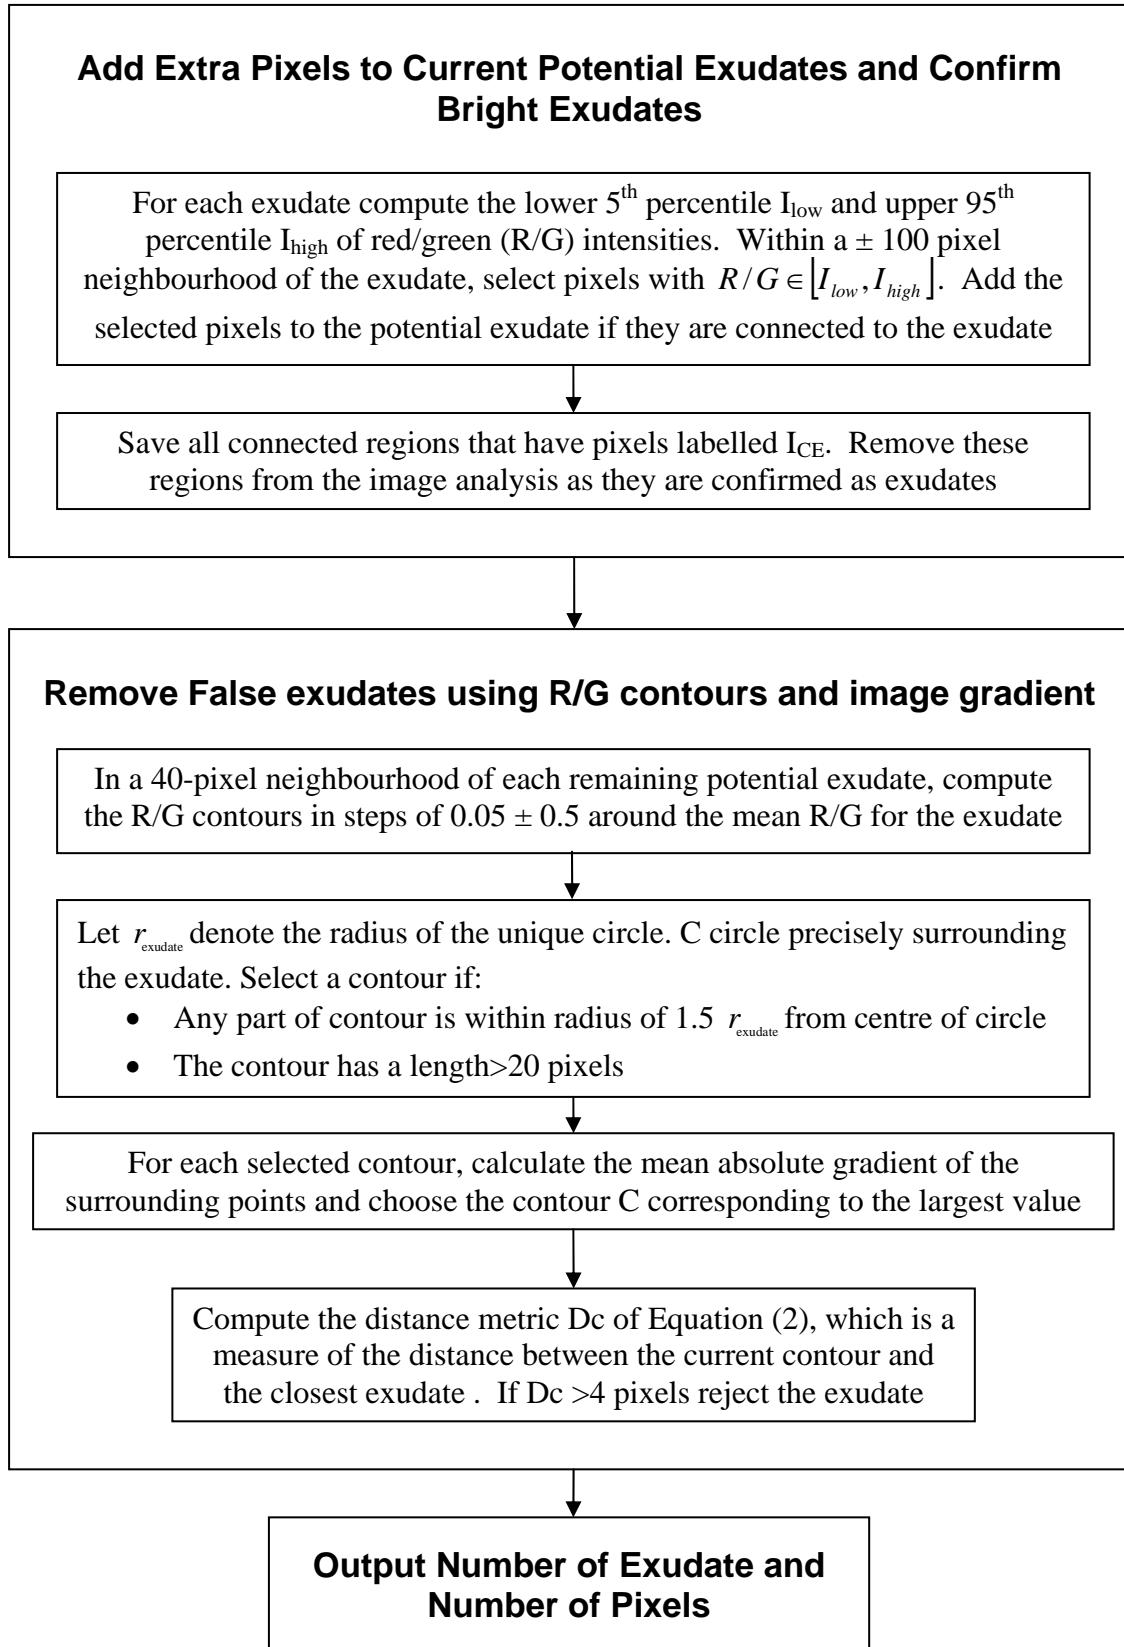 Add Extra Pixels to Current Potential Exudates and Confirm
Bright Exudates
For each exudate compute the lower 5th percentile Ilow and upper 95th
percentile Ihigh of red/green (R/G) intensities.  Within a ± 100 pixel
neighbourhood of the exudate, select pixels with R/G∈⌊Ilow,Ihigh⌋.  Add the
selected pixels to the potential exudate if they are connected to the exudate
Save all connected regions that have pixels labelled ICE.  Remove these
regions from the image analysis as they are confirmed as exudates
Remove False exudates using R/G contours and image gradient
In a 40-pixel neighbourhood of each remaining potential exudate, compute
the R/G contours in steps of 0.05 ± 0.5 around the mean R/G for the exudate
Let rexudate denote the radius of the unique circle. C circle precisely surrounding
the exudate. Select a contour if:
• Any part of contour is within radius of 1.5 rexudate from centre of circle
• The contour has a length>20 pixels
For each selected contour, calculate the mean absolute gradient of the
surrounding points and choose the contour C corresponding to the largest value
Compute the distance metric Dc of Equation (2), which is a
measure of the distance between the current contour and
the closest exudate .  If Dc >4 pixels reject the exudate
Output Number of Exudate and
Number of Pixels